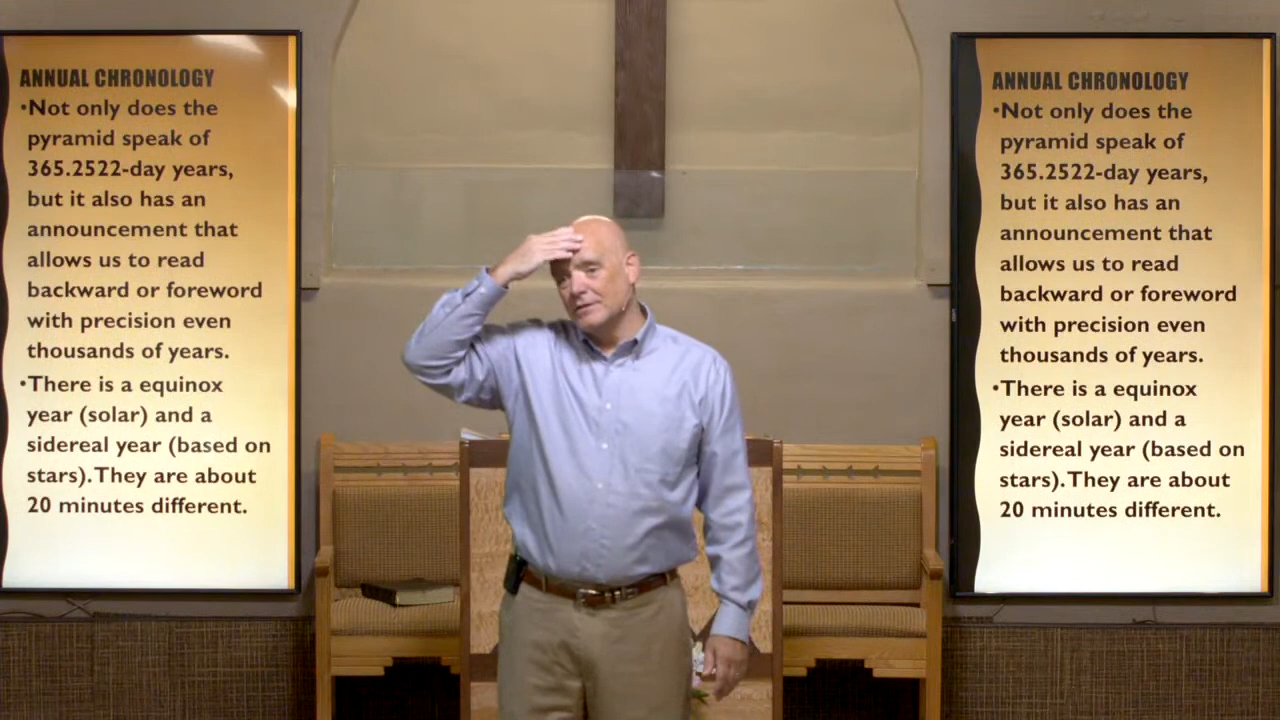 ANNUAL CHRONOLOGY
•Not only does the
pyramid speak of
365.2522-day years,
but it also has an
announcement that
allows us to read
backward or foreword
with precision even
thousands of years.
•There is a equinox
year (solar) and a
sidereal year (based on
stars). They are about
20 minutes different.
ANNUAL CHRONOLOGY
•Not only does the
pyramid speak of
365.2522-day years,
but it also has an
announcement that
allows us to read
backward or foreword
with precision even
thousands of years.
•There is a equinox
year (solar) and a
sidereal year (based on
stars). They are about
20 minutes different.